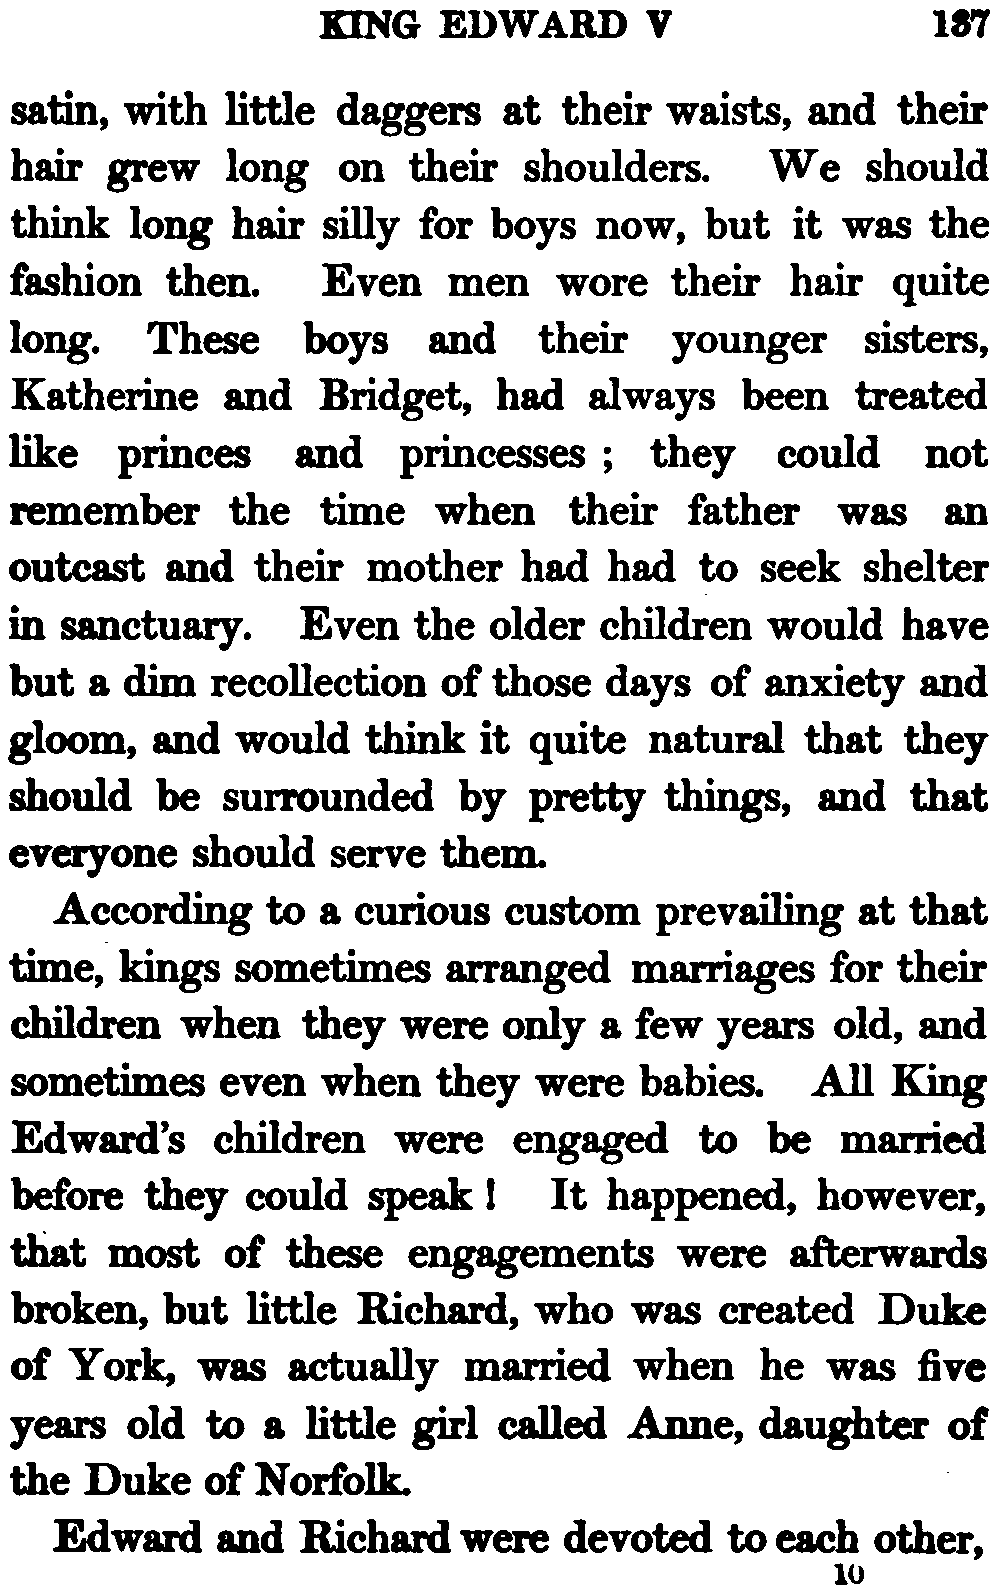 KING EDWARD V 137
satin, with little daggers at their waists, and their
hair grew long on their shoulders. We should
think long hair silly for boys now, but it was the
fashion then. Even men wore their hair quite
long. These boys and their younger sisters,
Katherine and Bridget, had always been treated
like princes and princesses ; they could not
remember the time when their father was an
outcast and their mother had had to seek shelter
in sanctuary. Even the older children would have
but a dim recollection of those days of anxiety and
gloom, and would think it quite natural that they
should be surrounded by pretty things, and that
everyone should serve them.
According to a curious custom prevailing at that
time, kings sometimes arranged marriages for their
children when they were only a few years old, and
sometimes even when they were babies. All King
Edward's children were engaged to be married
before they could speak ! It happened, however,
that most of these engagements were afterwards
broken, but little Richard, who was created Duke
of York, was actually married when he was five
years old to a little girl called Anne, daughter of
the Duke of Norfolk.
Edward and Richard were devoted to each other,
10